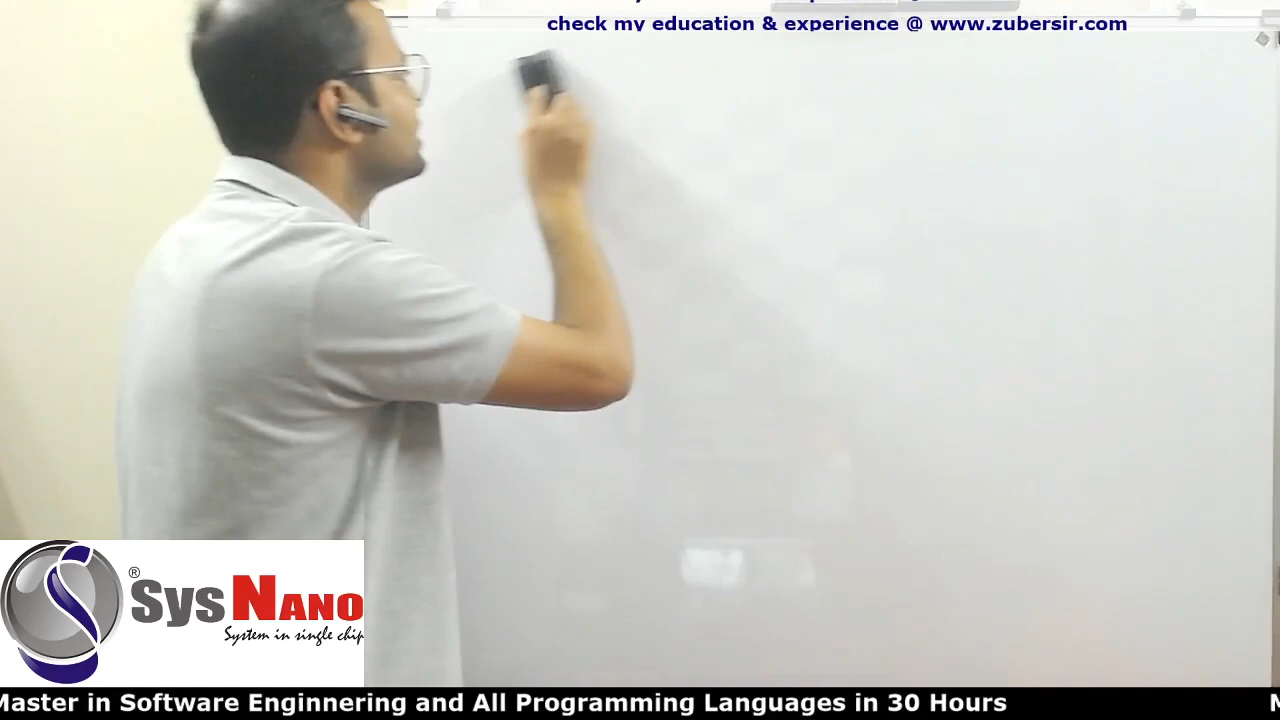 check my education & experience @ www.zubersir.com
®
SysNano
System in single chip
Master in Software Enginnering and All Programming Languages in 30 Hours